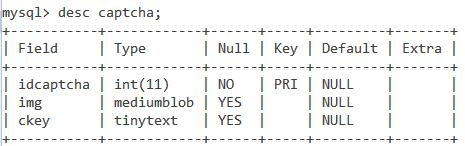 mysql> desc captcha;
+-----------+------------+------+-----+---------+-------+
| Field     | Type       | Null | Key | Default | Extra |
+-----------+------------+------+-----+---------+-------+
| idcaptcha | int(11)    | NO   | PRI | NULL    |       |
| img       | mediumblob | YES  |     | NULL    |       |
| ckey      | tinytext   | YES  |     | NULL    |       |
+-----------+------------+------+-----+---------+-------+